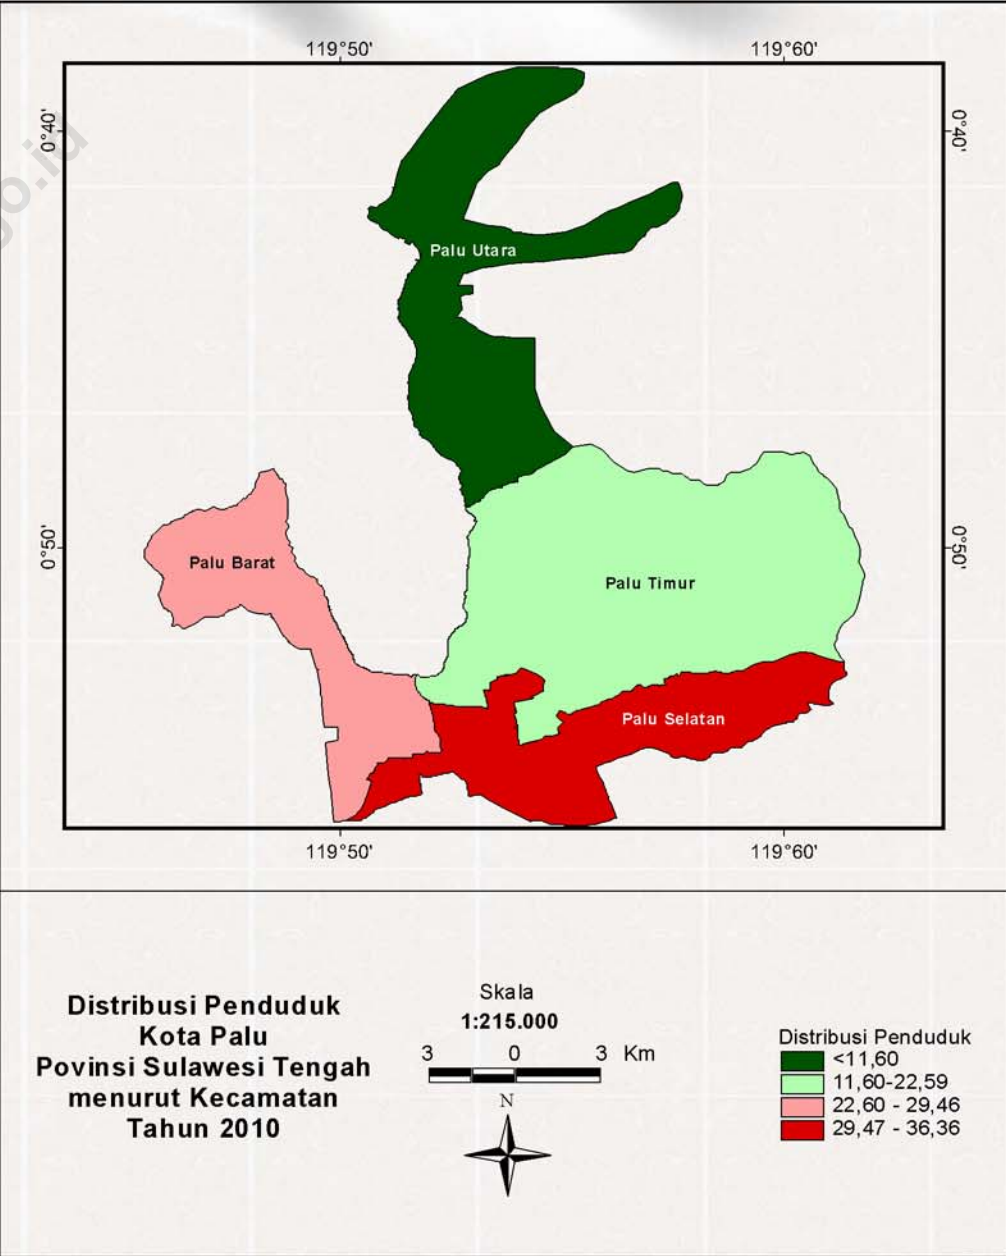 119°50'
119°60'
0°40'
0°40'
go.id
Palu Utara
0°50'
0°50'
Palu Barat
Palu Timur
Palu Selatan
119°50'
119°60'
Distribusi Penduduk
Kota Palu
Povinsi Sulawesi Tengah
menurut Kecamatan
Tahun 2010
Skala
1:215.000
3 0 3 Km
N
Distribusi Penduduk
<11,60
11,60-22,59
22,60 - 29,46
29,47 - 36,36